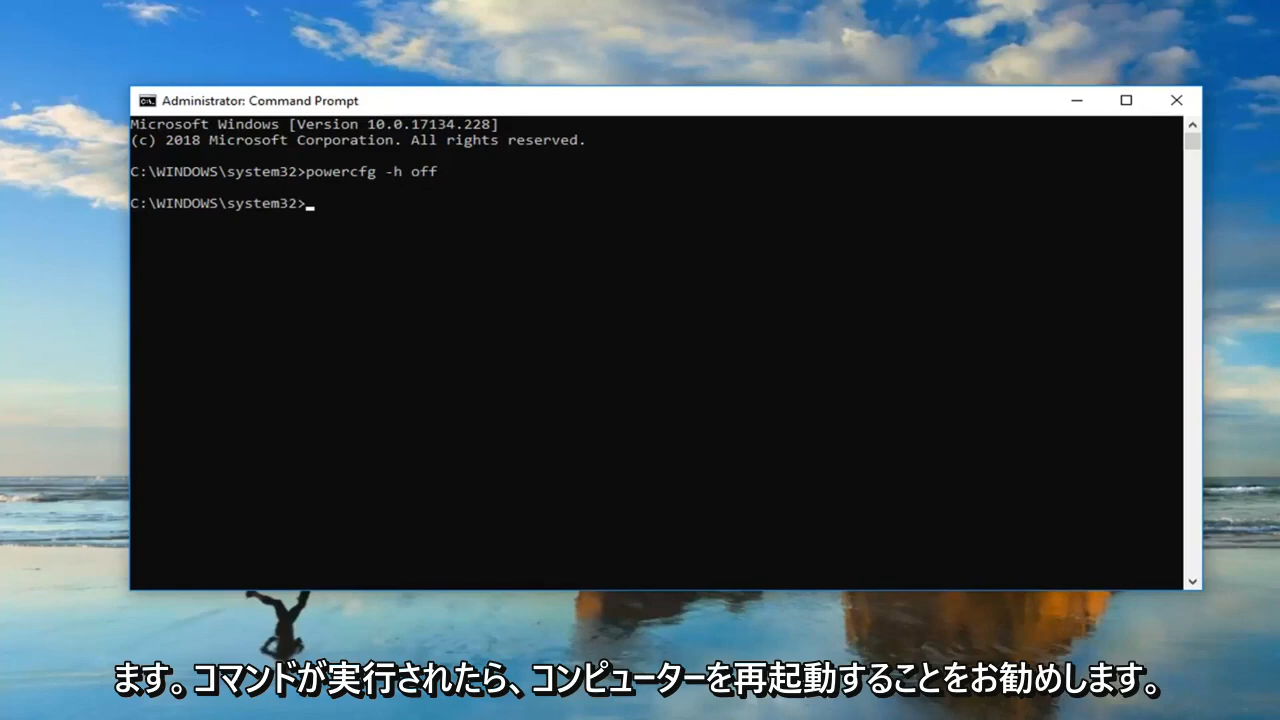 Administrator: Command Prompt
Microsoft Windows [Version 10.0.17134.228]
(c) 2018 Microsoft Corporation. All rights reserved.
C:\WINDOWS\system32>powercfg -h off
C:\WINDOWS\system32>
ます。コマンドが実行されたら、コンピューターを再起動することをお勧めします。